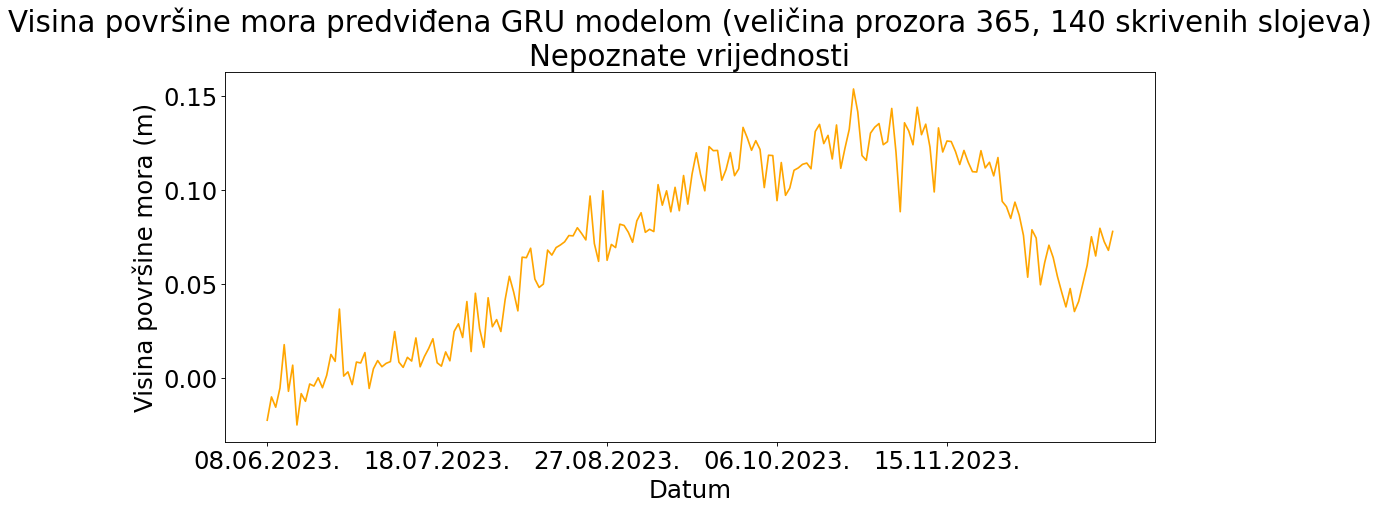 Visina površine mora predviđena GRU modelom (veličina prozora 365, 140 skrivenih slojeva)
Nepoznate vrijednosti
Visina površine mora (m)
0.15
0.10
0.05
0.00
08.06.2023. 18.07.2023. 27.08.2023. 06.10.2023. 15.11.2023.
Datum